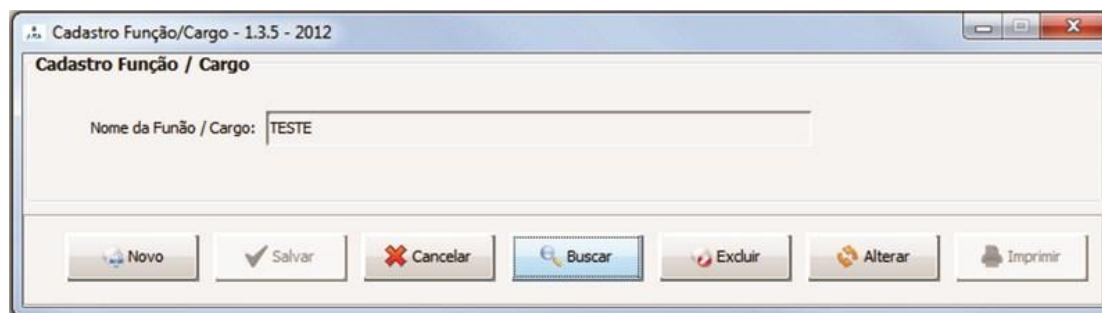 Cadastro Função/Cargo - 1.3.5 - 2012
Cadastro Função / Cargo
Nome da Funão / Cargo: TESTE
Novo Salvar Cancelar Buscar Excluir Alterar Imprimir